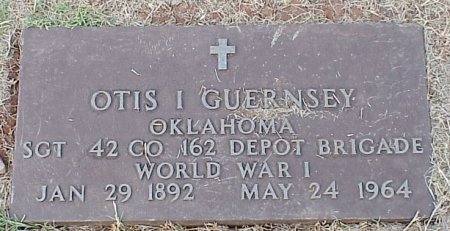 OTIS I GUERNSEY
OKLAHOMA
SGT 42 CO 162 DEPOT BRIGADE
WORLD WAR I
JAN 29 1892 MAY 24 1964